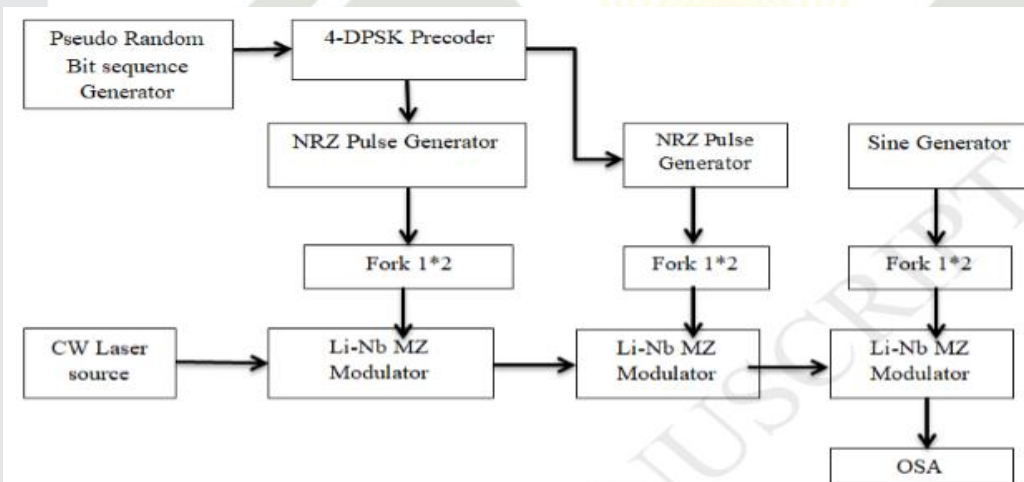 Pseudo Random
Bit sequence
Generator
4-DPSK Precoder
NRZ Pulse Generator
NRZ Pulse
Generator
Sine Generator
Fork 1*2
Fork 1*2
Fork 1*2
CW Laser
source
Li-Nb MZ
Modulator
Li-Nb MZ
Modulator
Li-Nb MZ
Modulator
OSA
USCRIPT